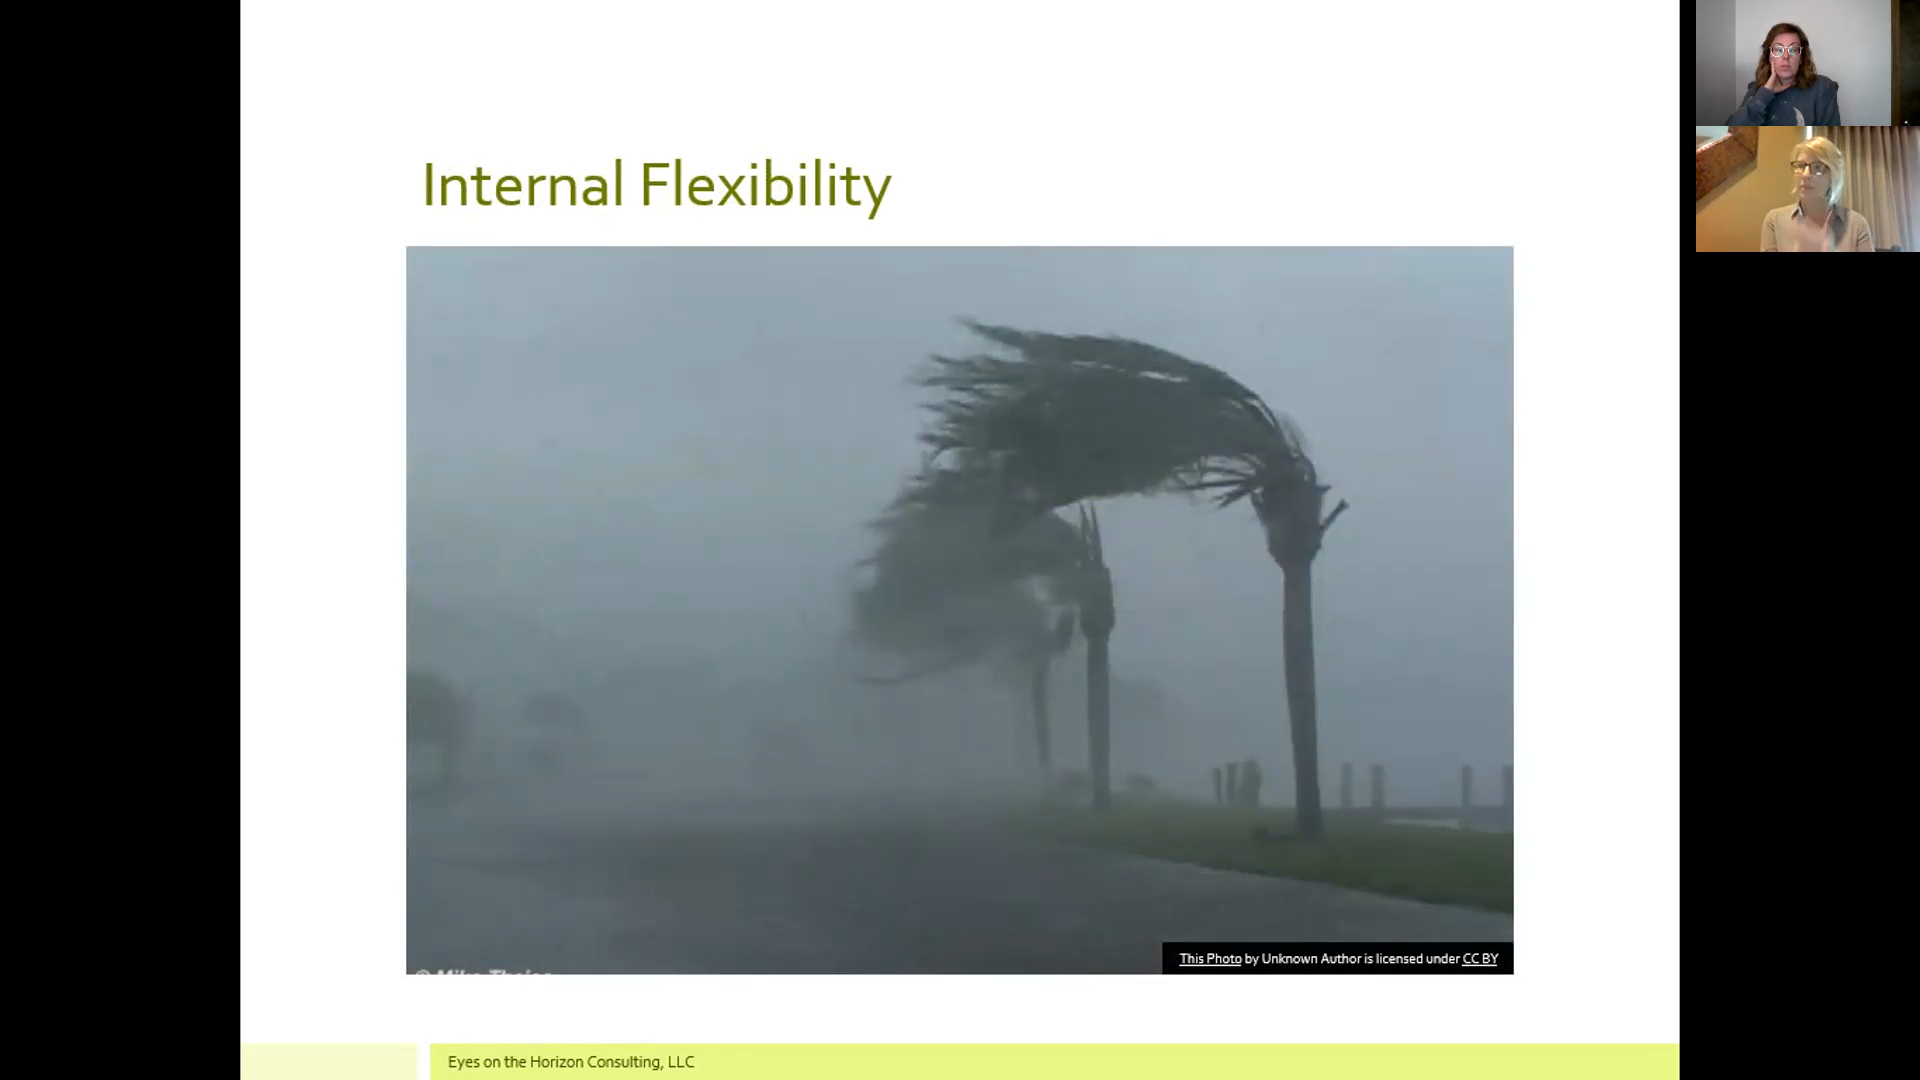 Internal Flexibility
This Photo by Unknown Author is licensed under CC BY
Eyes on the Horizon Consulting, LLC